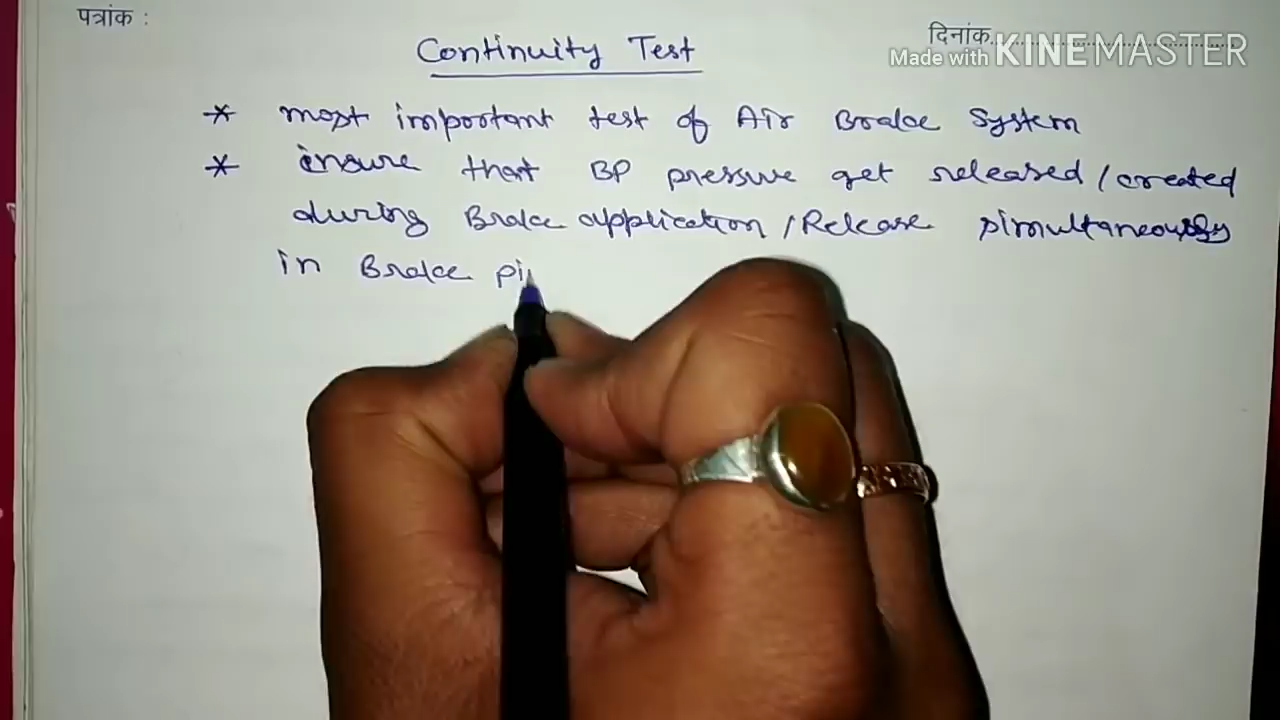 पत्रांक :
दिनांक
Made with KINEMASTER
Continuity Test
* most important test of Air Brake System
* ensure that BP pressure get released / created
during Brake application / Release simultaneously
in Brake pi